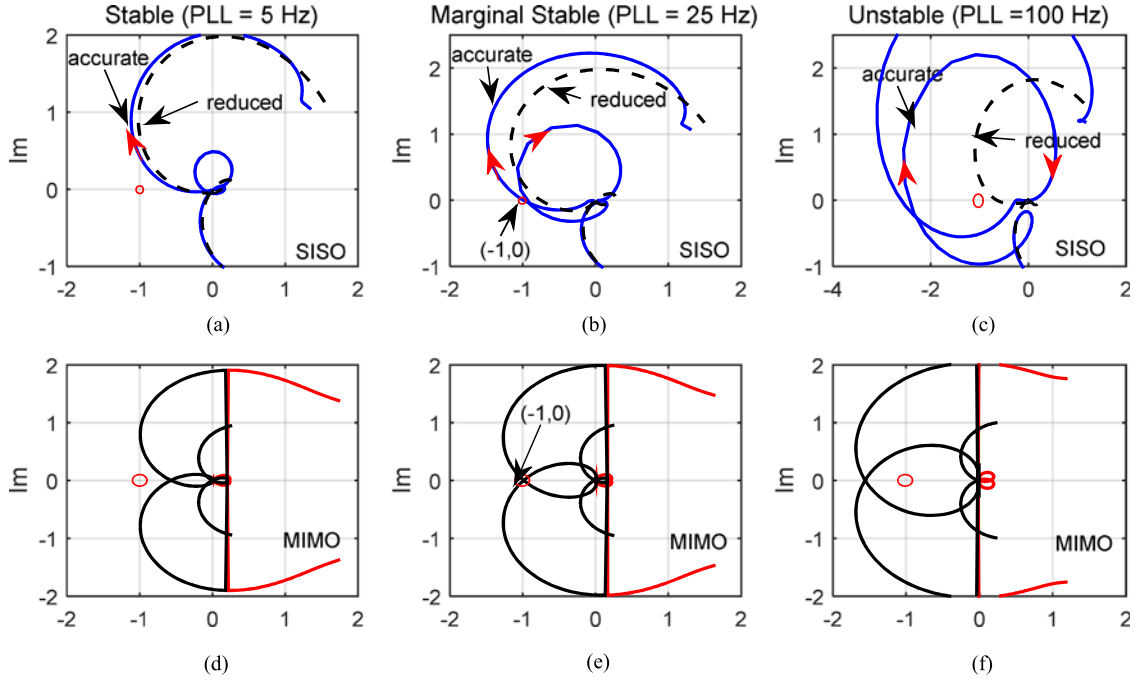 Stable (PLL = 5 Hz)
Marginal Stable (PLL = 25 Hz)
Unstable (PLL =100 Hz)
2
1
0
-1
Im
accurate
reduced
SISO
-2
-1
0
1
2
(a)
2
1
0
-1
Im
accurate
reduced
(-1,0)
SISO
-2
-1
0
1
2
(b)
2
1
0
-1
Im
accurate
reduced
SISO
-4
-2
0
2
(c)
2
1
0
-1
-2
Im
MIMO
-2
-1
0
1
2
(d)
2
1
0
-1
-2
Im
(-1,0)
MIMO
-2
-1
0
1
2
(e)
2
1
0
-1
-2
Im
MIMO
-2
-1
0
1
2
(f)